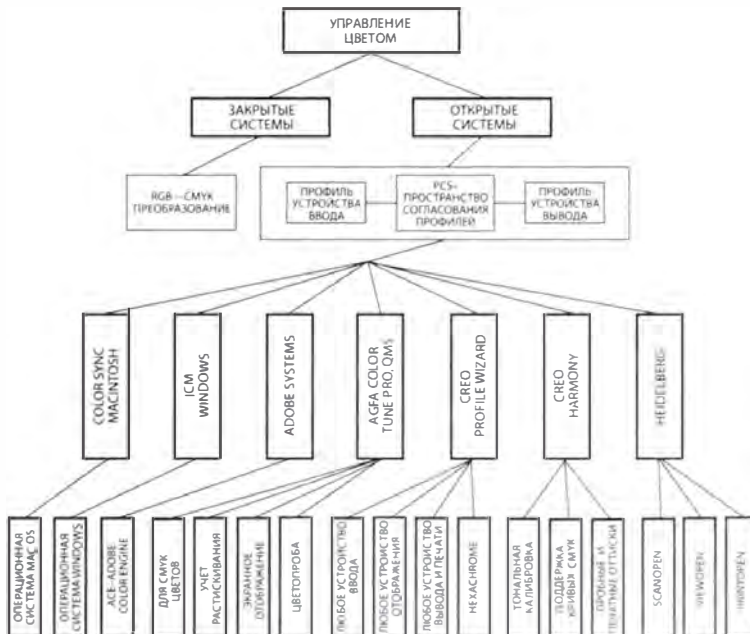 УПРАВЛЕНИЕ
ЦВЕТОМ
ЗАКРЫТЫЕ
СИСТЕМЫ
ОТКРЫТЫЕ
СИСТЕМЫ
RGB—CMYK
ПРЕОБРАЗОВАНИЕ
ПРОФИЛЬ
УСТРОЙСТВА
ВВОДА
PCS-
ПРОСТРАНСТВО
СОГЛАСОВАНИЯ
ПРОФИЛЕЙ
ПРОФИЛЬ
УСТРОЙСТВА
ВЫВОДА
COLOR SYNC
MACINTOSH
ICM
WINDOWS
ADOBE SYSTEMS
AGFA COLOR
TUNE PRO, QMS
CREO
PROFILE WIZARD
CREO
HARMONY
HEIDELBERG
ОПЕРАЦИОННАЯ
СИСТЕМА MAC OS
ОПЕРАЦИОННАЯ
СИСТЕМА WINDOWS
ACE-ADOBE
COLOR ENGINE
ДЛЯ CMYK
ЦВЕТОВ
УЧЕТ
РАСТИСКИВАНИЯ
ЭКРАННОЕ
ОТОБРАЖЕНИЕ
ЦВЕТОПРОБА
ЛЮБОЕ УСТРОЙСТВО
ВВОДА
ЛЮБОЕ УСТРОЙСТВО
ОТОБРАЖЕНИЯ
ЛЮБОЕ УСТРОЙСТВО
ВЫВОДА И ПЕЧАТИ
HEXACHROME
ТОНАЛЬНАЯ
КАЛИБРОВКА
ПОДДЕРЖКА
КРИВЫХ CMYK
ПРОБНЫЙ И
ПЕЧАТНЫЕ ОТТИСКИ
SCANOPEN
VIEWOPEN
PRINTOPEN